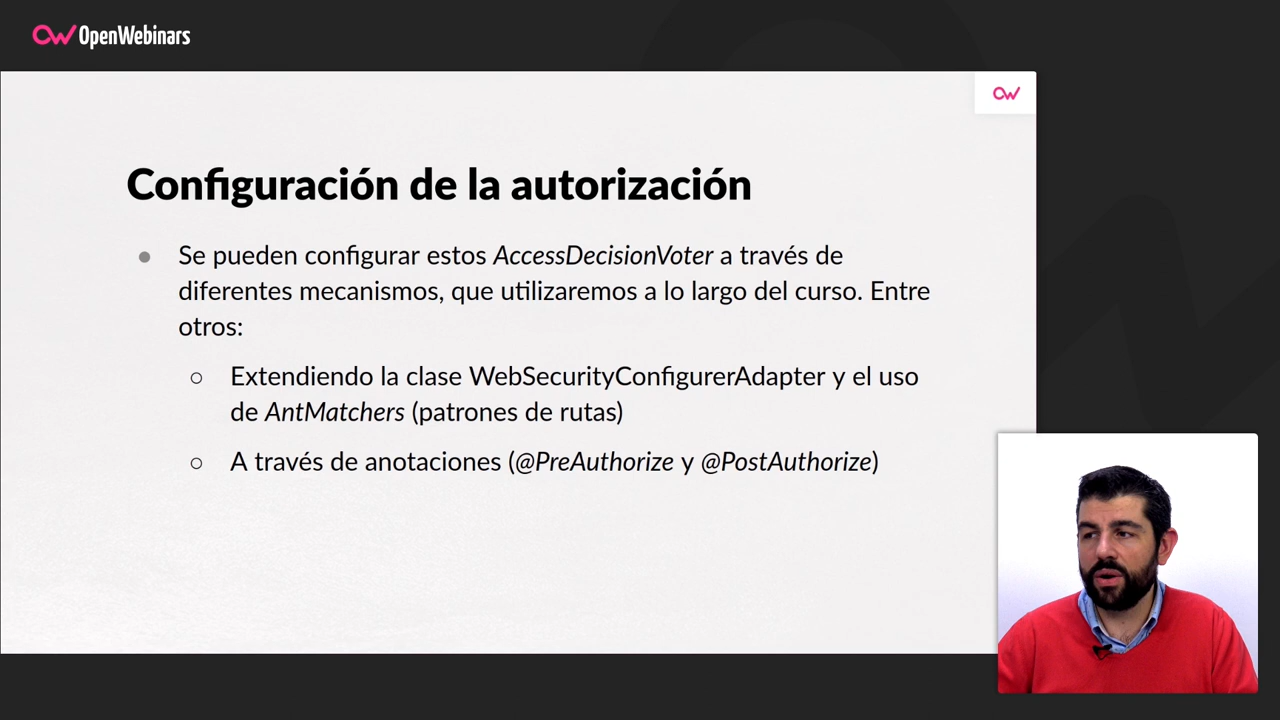 OpenWebinars
Configuración de la autorización
Se pueden configurar estos AccessDecisionVoter a través de
diferentes mecanismos, que utilizaremos a lo largo del curso. Entre
otros:
Extendiendo la clase WebSecurityConfigurerAdapter y el uso
de AntMatchers (patrones de rutas)
A través de anotaciones (@PreAuthorize y @PostAuthorize)